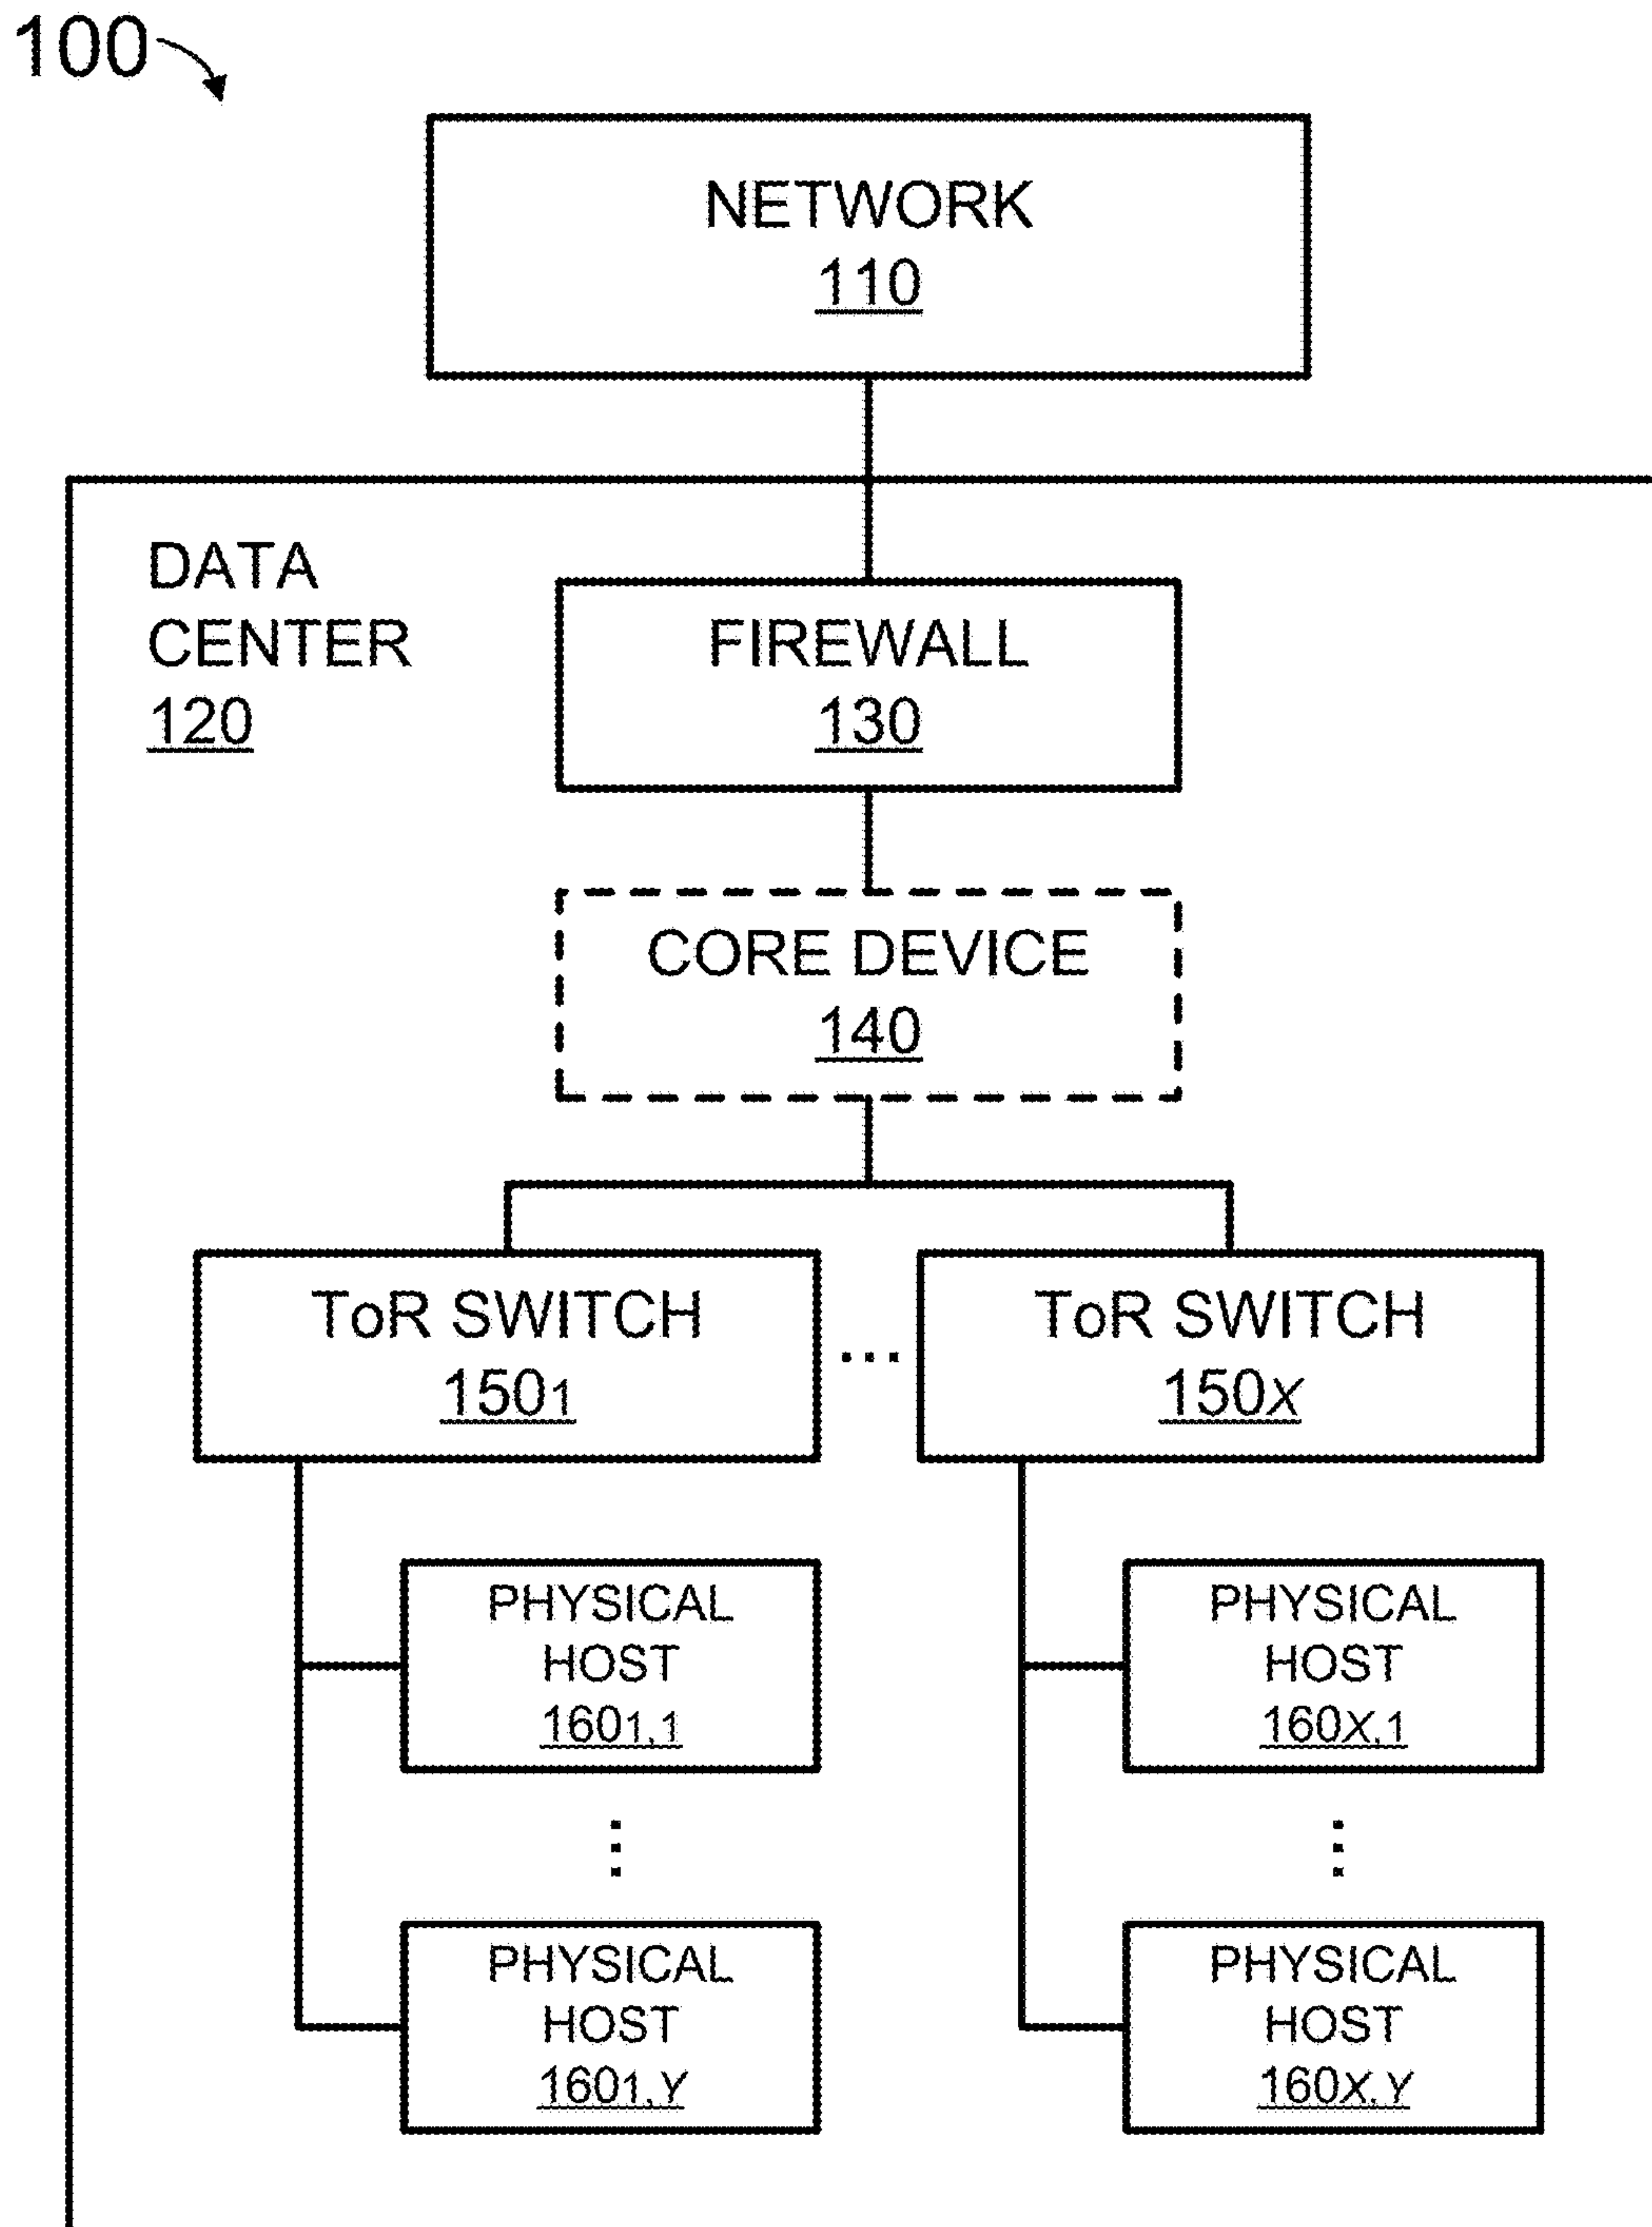 100
NETWORK
110
DATA
CENTER
120
FIREWALL
130
CORE DEVICE
140
ToR SWITCH
1501
...
ToR SWITCH
150X
PHYSICAL
HOST
1601,1
PHYSICAL
HOST
160X,1
PHYSICAL
HOST
1601,Y
PHYSICAL
HOST
160X,Y